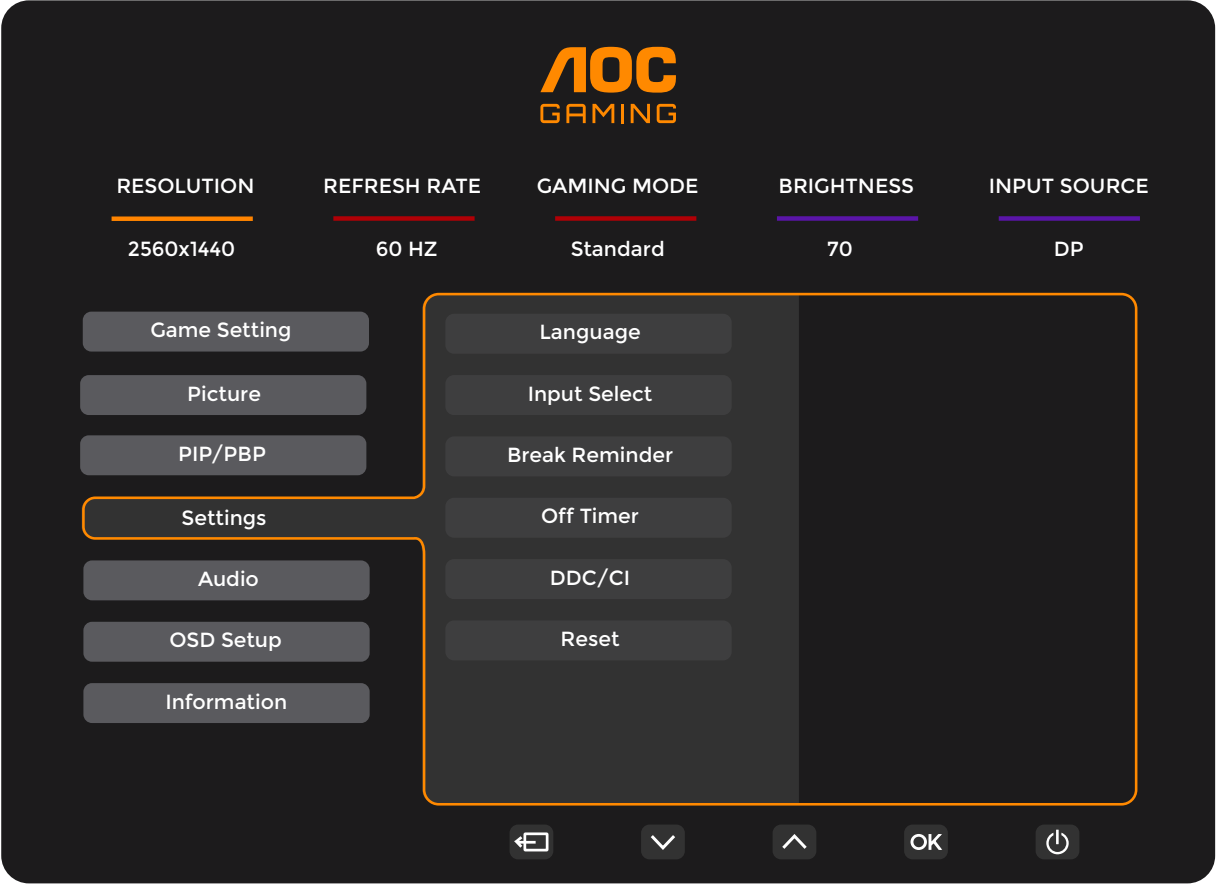 AOC
GAMING
RESOLUTION REFRESH RATE GAMING MODE BRIGHTNESS INPUT SOURCE
2560x1440 60 HZ Standard 70 DP
Game Setting
Picture
PIP/PBP
Settings
Audio
OSD Setup
Information
Language
Input Select
Break Reminder
Off Timer
DDC/CI
Reset
OK